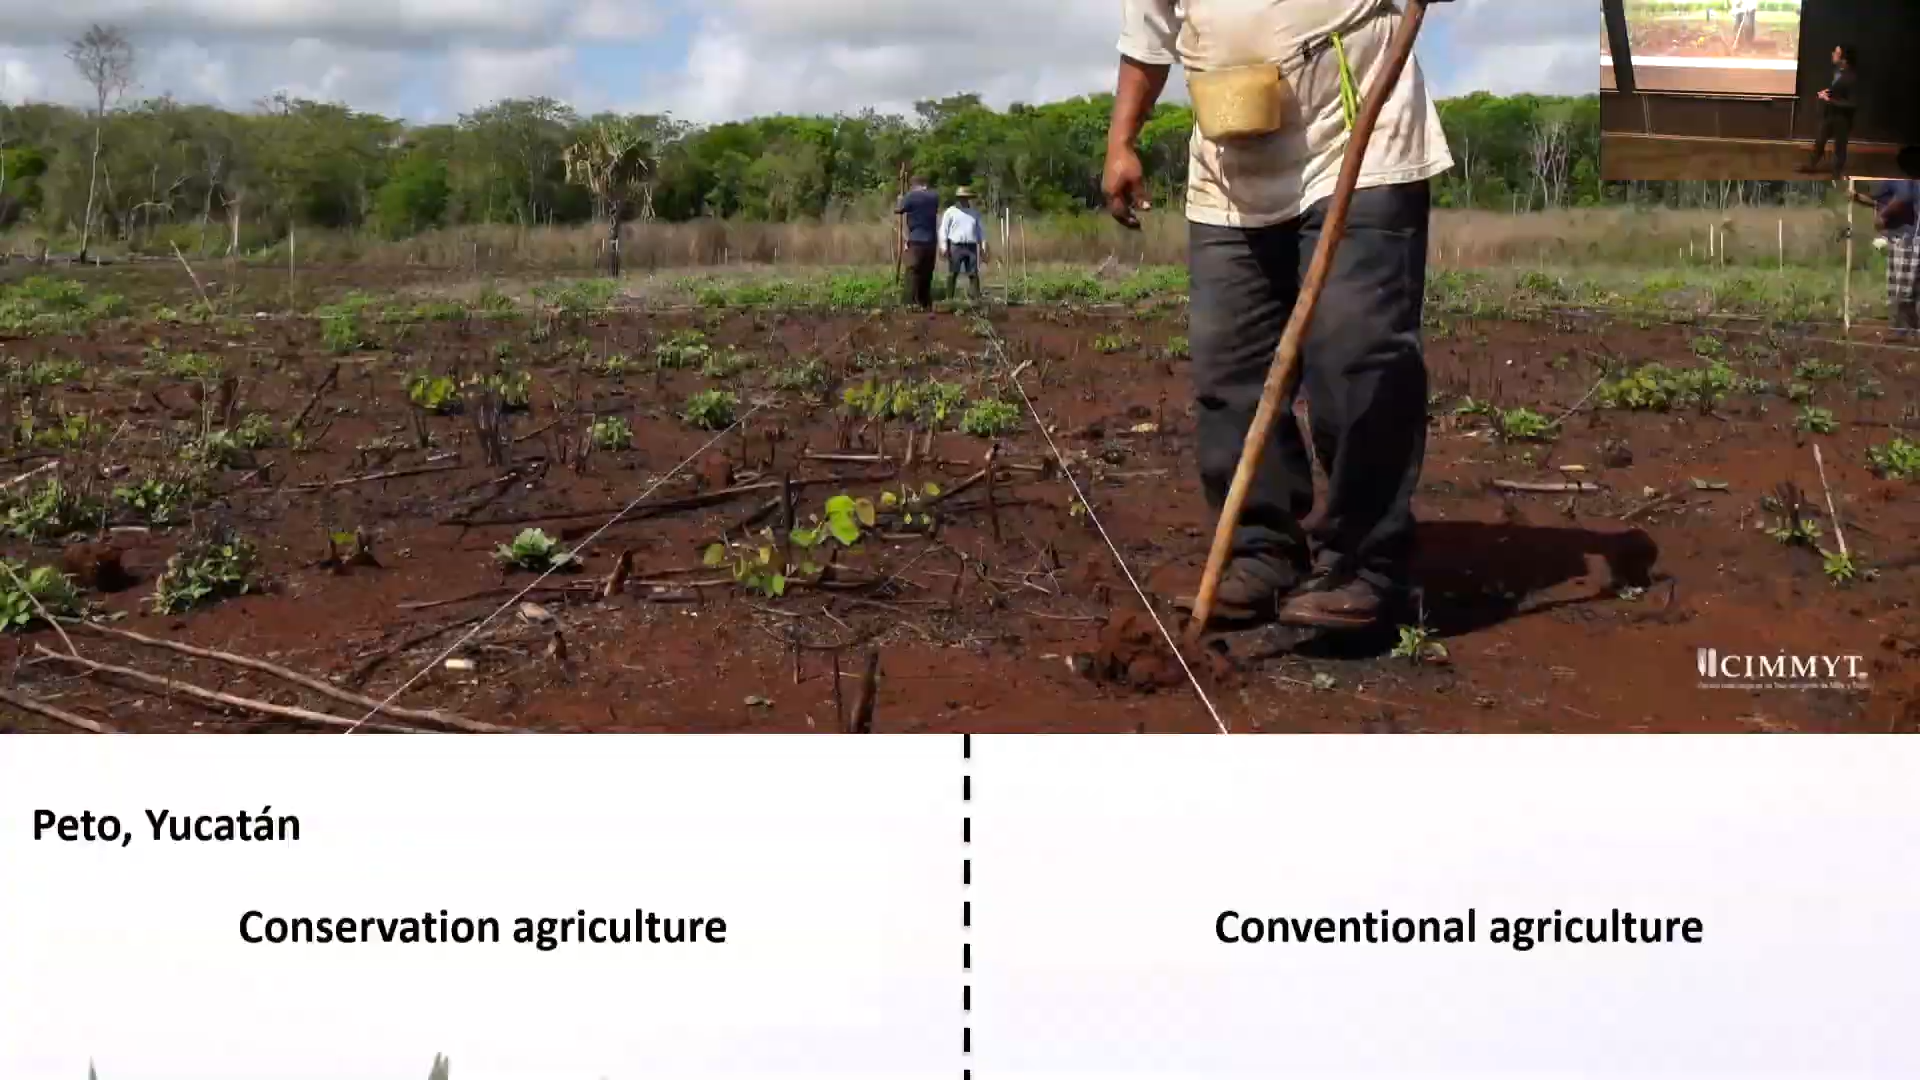 CIMMYT.
Peto, Yucatán
Conservation agriculture
Conventional agriculture